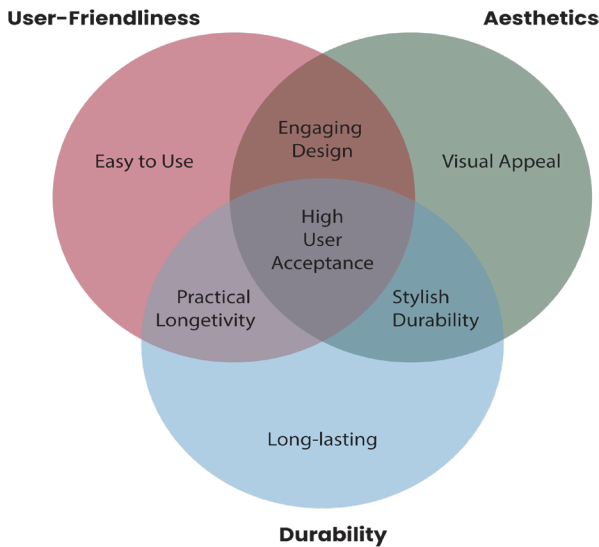 User-Friendliness
Aesthetics
Engaging
Design
Easy to Use
Visual Appeal
High
User
Acceptance
Practical
Longetivity
Stylish
Durability
Long-lasting
Durability